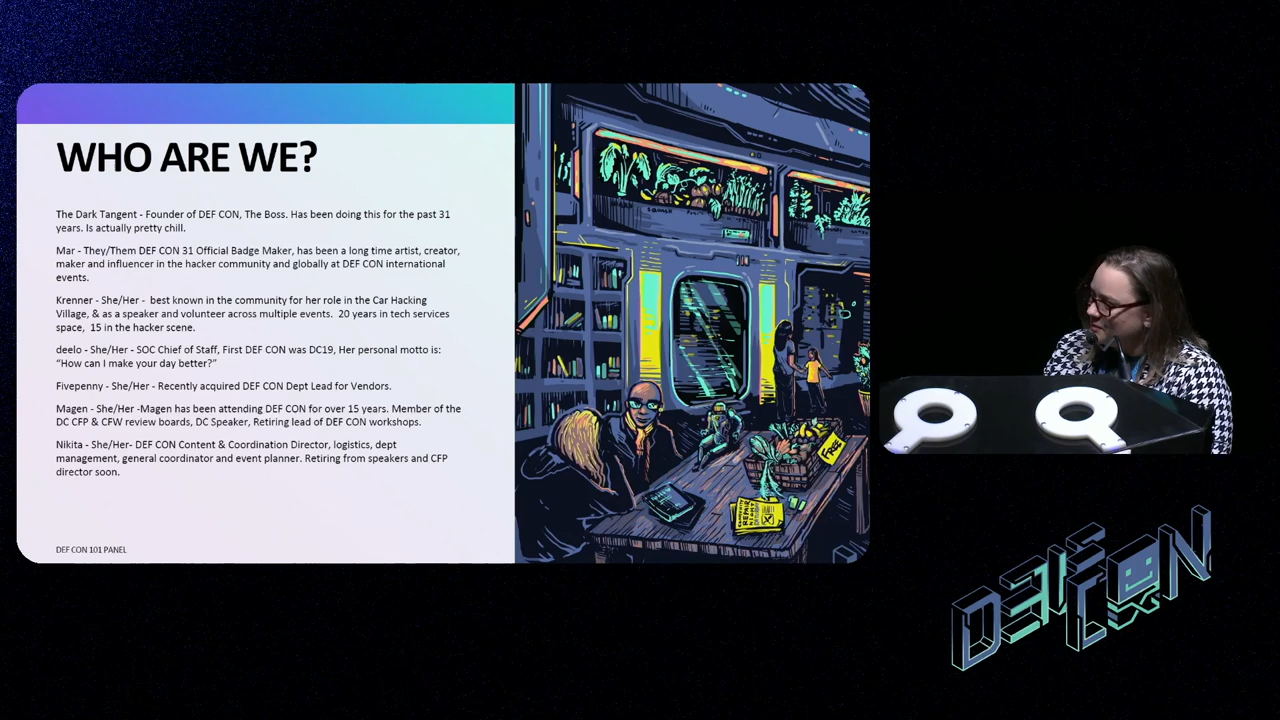 WHO ARE WE?
The Dark Tangent - Founder of DEF CON, The Boss. Has been doing this for the past 31
years. Is actually pretty chill.
Mar - They/Them DEF CON 31 Official Badge Maker, has been a long time artist, creator,
maker and influencer in the hacker community and globally at DEF CON international
events.
Krenner - She/Her -  best known in the community for her role in the Car Hacking
Village, & as a speaker and volunteer across multiple events.  20 years in tech services
space,  15 in the hacker scene.
deelo - She/Her - SOC Chief of Staff, First DEF CON was DC19, Her personal motto is:
“How can I make your day better?”
Fivepenny - She/Her - Recently acquired DEF CON Dept Lead for Vendors.
Magen - She/Her -Magen has been attending DEF CON for over 15 years. Member of the
DC CFP & CFW review boards, DC Speaker, Retiring lead of DEF CON workshops.
Nikita - She/Her- DEF CON Content & Coordination Director, logistics, dept
management, general coordinator and event planner. Retiring from speakers and CFP
director soon.
DEF CON 101 PANEL
SQUASH
FREE
COMMUNITY
REPAIR
NIGHT
DEF CON